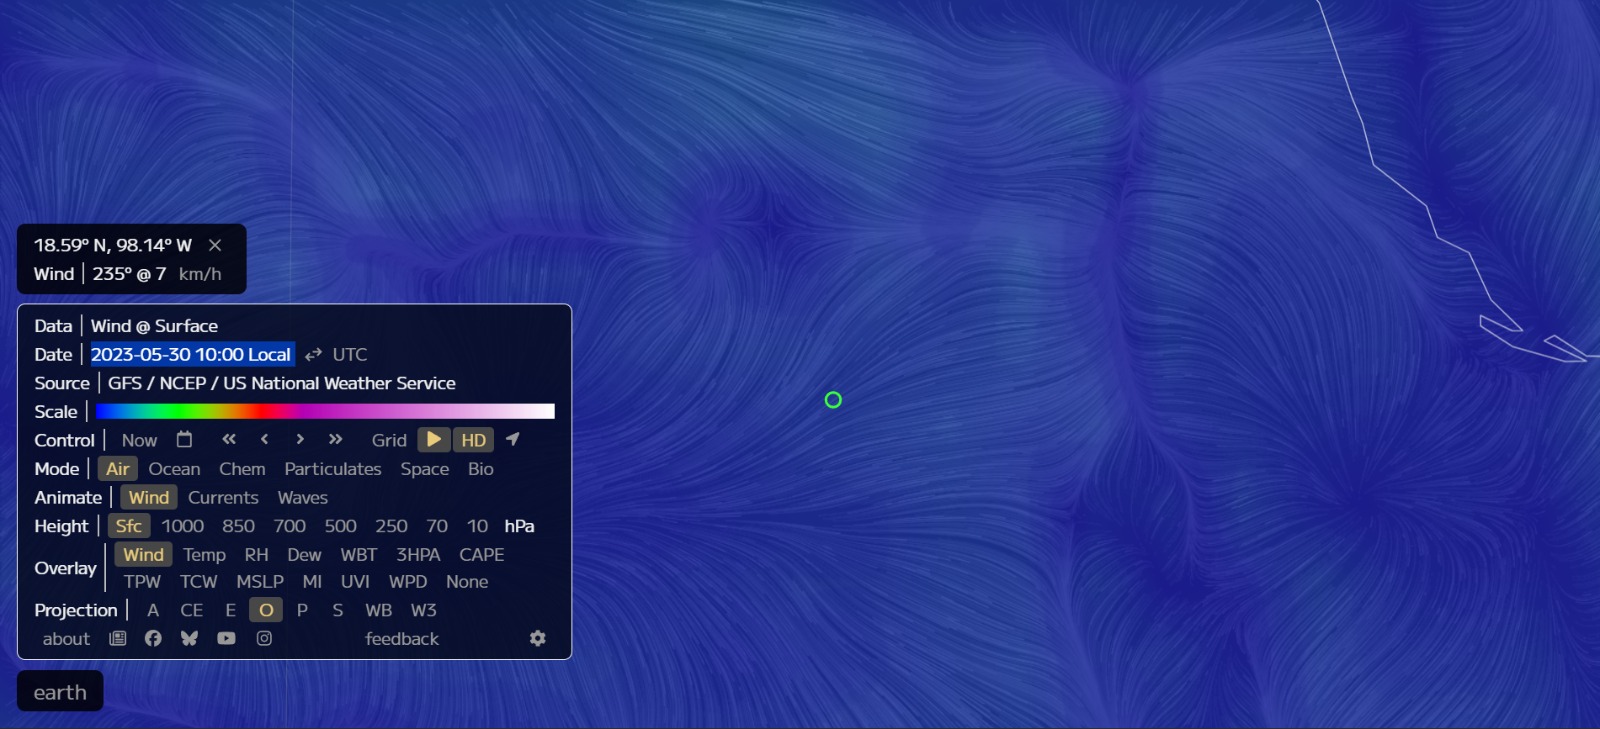 18.59° N, 98.14° W ✕
Wind | 235° @ 7 km/h
Data | Wind @ Surface
Date | 2023-05-30 10:00 Local ⇄ UTC
Source | GFS / NCEP / US National Weather Service
Scale |
Control | Now « ‹ › » Grid HD
Mode | Air Ocean Chem Particulates Space Bio
Animate | Wind Currents Waves
Height | Sfc 1000 850 700 500 250 70 10 hPa
Overlay | Wind Temp RH Dew WBT 3HPA CAPE
TPW TCW MSLP MI UVI WPD None
Projection | A CE E O P S WB W3
about feedback
earth